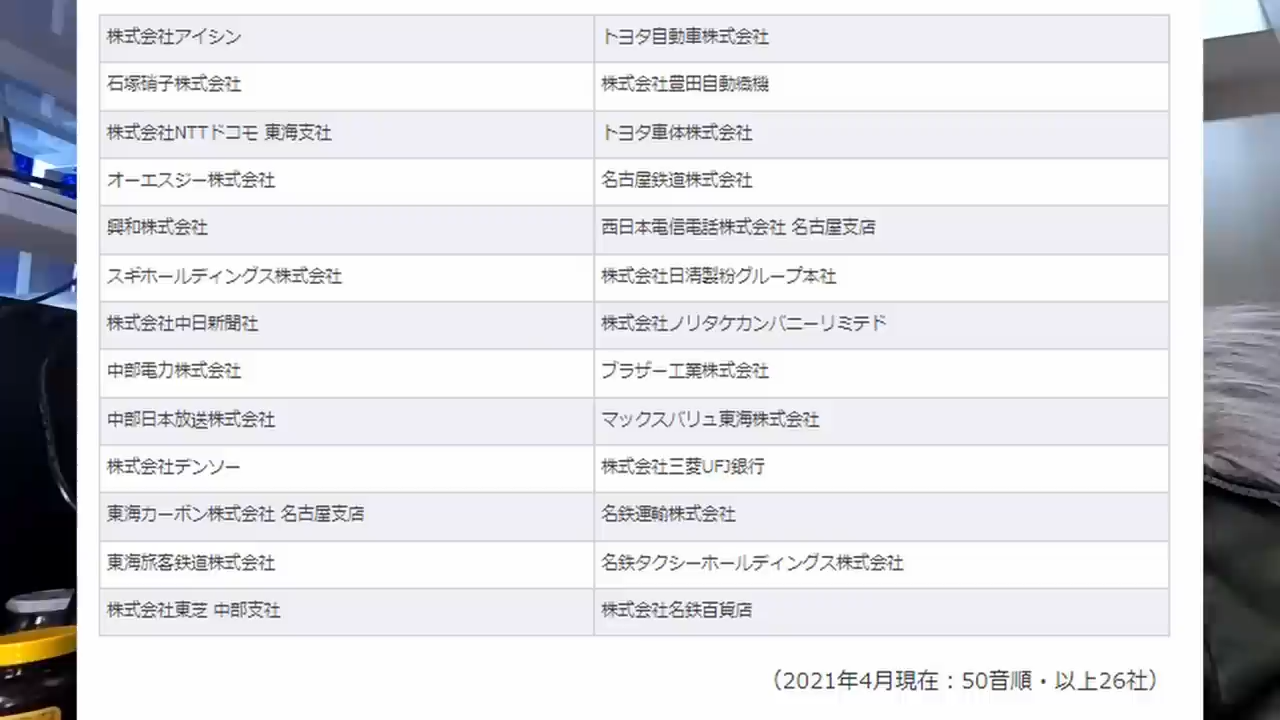 株式会社アイシン
トヨタ自動車株式会社
石塚硝子株式会社
株式会社豊田自動織機
株式会社NTTドコモ 東海支社
トヨタ車体株式会社
オーエスジー株式会社
名古屋鉄道株式会社
興和株式会社
西日本電信電話株式会社 名古屋支店
スギホールディングス株式会社
株式会社日清製粉グループ本社
株式会社中日新聞社
株式会社ノリタケカンパニーリミテド
中部電力株式会社
ブラザー工業株式会社
中部日本放送株式会社
マックスバリュ東海株式会社
株式会社デンソー
株式会社三菱UFJ銀行
東海カーボン株式会社 名古屋支店
名鉄運輸株式会社
東海旅客鉄道株式会社
名鉄タクシーホールディングス株式会社
株式会社東芝 中部支社
株式会社名鉄百貨店
（2021年4月現在：50音順・以上26社）